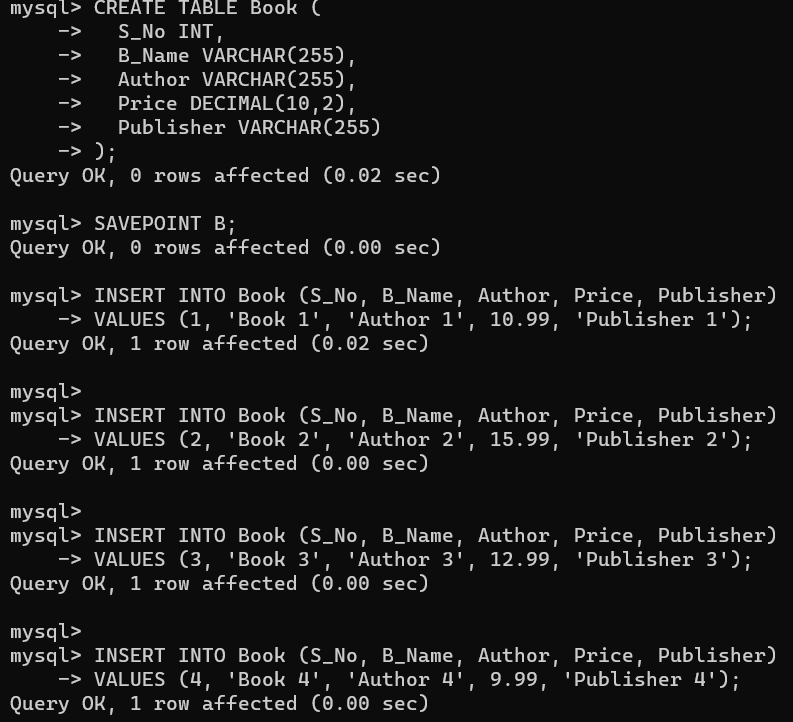 mysql> CREATE TABLE Book (
    ->   S_No INT,
    ->   B_Name VARCHAR(255),
    ->   Author VARCHAR(255),
    ->   Price DECIMAL(10,2),
    ->   Publisher VARCHAR(255)
    -> );
Query OK, 0 rows affected (0.02 sec)

mysql> SAVEPOINT B;
Query OK, 0 rows affected (0.00 sec)

mysql> INSERT INTO Book (S_No, B_Name, Author, Price, Publisher)
    -> VALUES (1, 'Book 1', 'Author 1', 10.99, 'Publisher 1');
Query OK, 1 row affected (0.02 sec)

mysql>
mysql> INSERT INTO Book (S_No, B_Name, Author, Price, Publisher)
    -> VALUES (2, 'Book 2', 'Author 2', 15.99, 'Publisher 2');
Query OK, 1 row affected (0.00 sec)

mysql>
mysql> INSERT INTO Book (S_No, B_Name, Author, Price, Publisher)
    -> VALUES (3, 'Book 3', 'Author 3', 12.99, 'Publisher 3');
Query OK, 1 row affected (0.00 sec)

mysql>
mysql> INSERT INTO Book (S_No, B_Name, Author, Price, Publisher)
    -> VALUES (4, 'Book 4', 'Author 4', 9.99, 'Publisher 4');
Query OK, 1 row affected (0.00 sec)